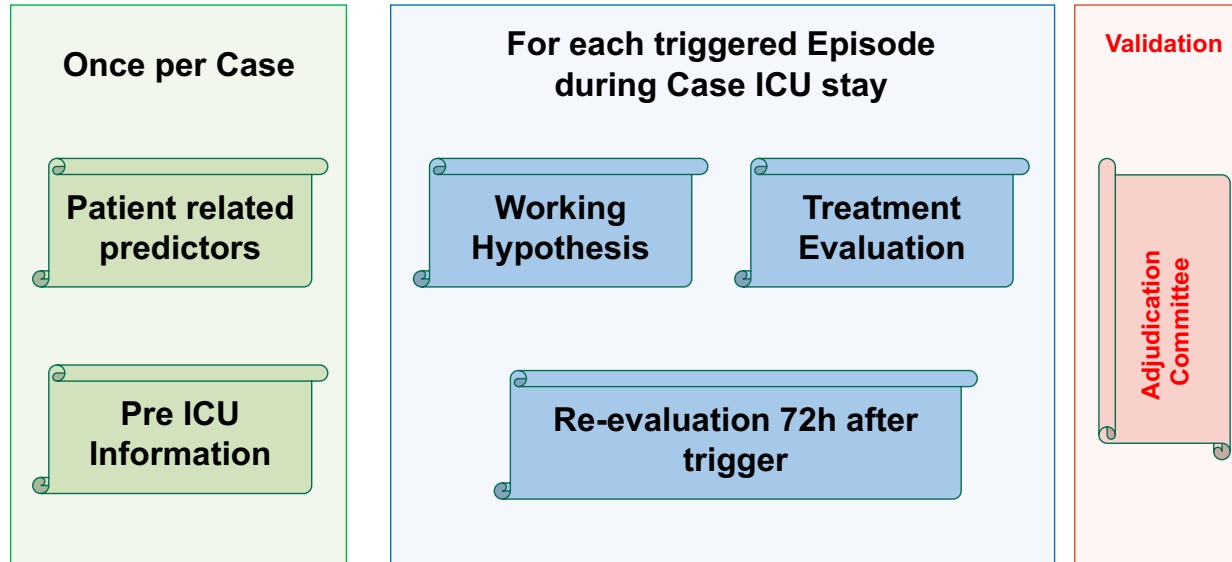 Once per Case
Patient related
predictors
Pre ICU
Information
For each triggered Episode
during Case ICU stay
Working
Hypothesis
Treatment
Evaluation
Re-evaluation 72h after
trigger
Validation
Adjudication
Committee